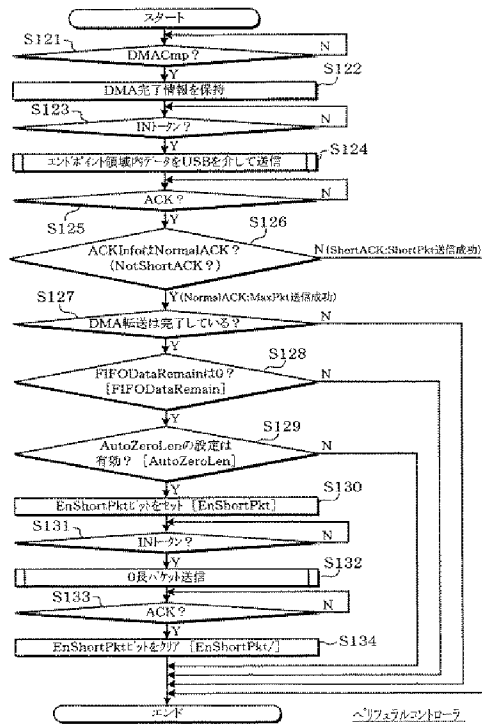 スタート
S121
DMACmp?
N
Y
S122
DMA完了情報を保持
S123
INトークン?
N
Y
S124
エンドポイント領域内データをUSBを介して送信
ACK?
N
S125
Y
S126
ACKInfoはNormalACK?
(NotShortACK?)
N(ShortACK:ShortPkt送信成功)
Y(NormalACK:MaxPkt送信成功)
S127
DMA転送は完了している?
N
Y
S128
FIFODataRemainは0?
[FIFODataRemain]
N
Y
S129
AutoZeroLenの設定は
有効? [AutoZeroLen]
N
Y
S130
EnShortPktビットをセット [EnShortPkt]
S131
INトークン?
N
Y
S132
0長パケット送信
S133
ACK?
N
Y
S134
EnShortPktビットをクリア [EnShortPkt/]
エンド
ペリフェラルコントローラ